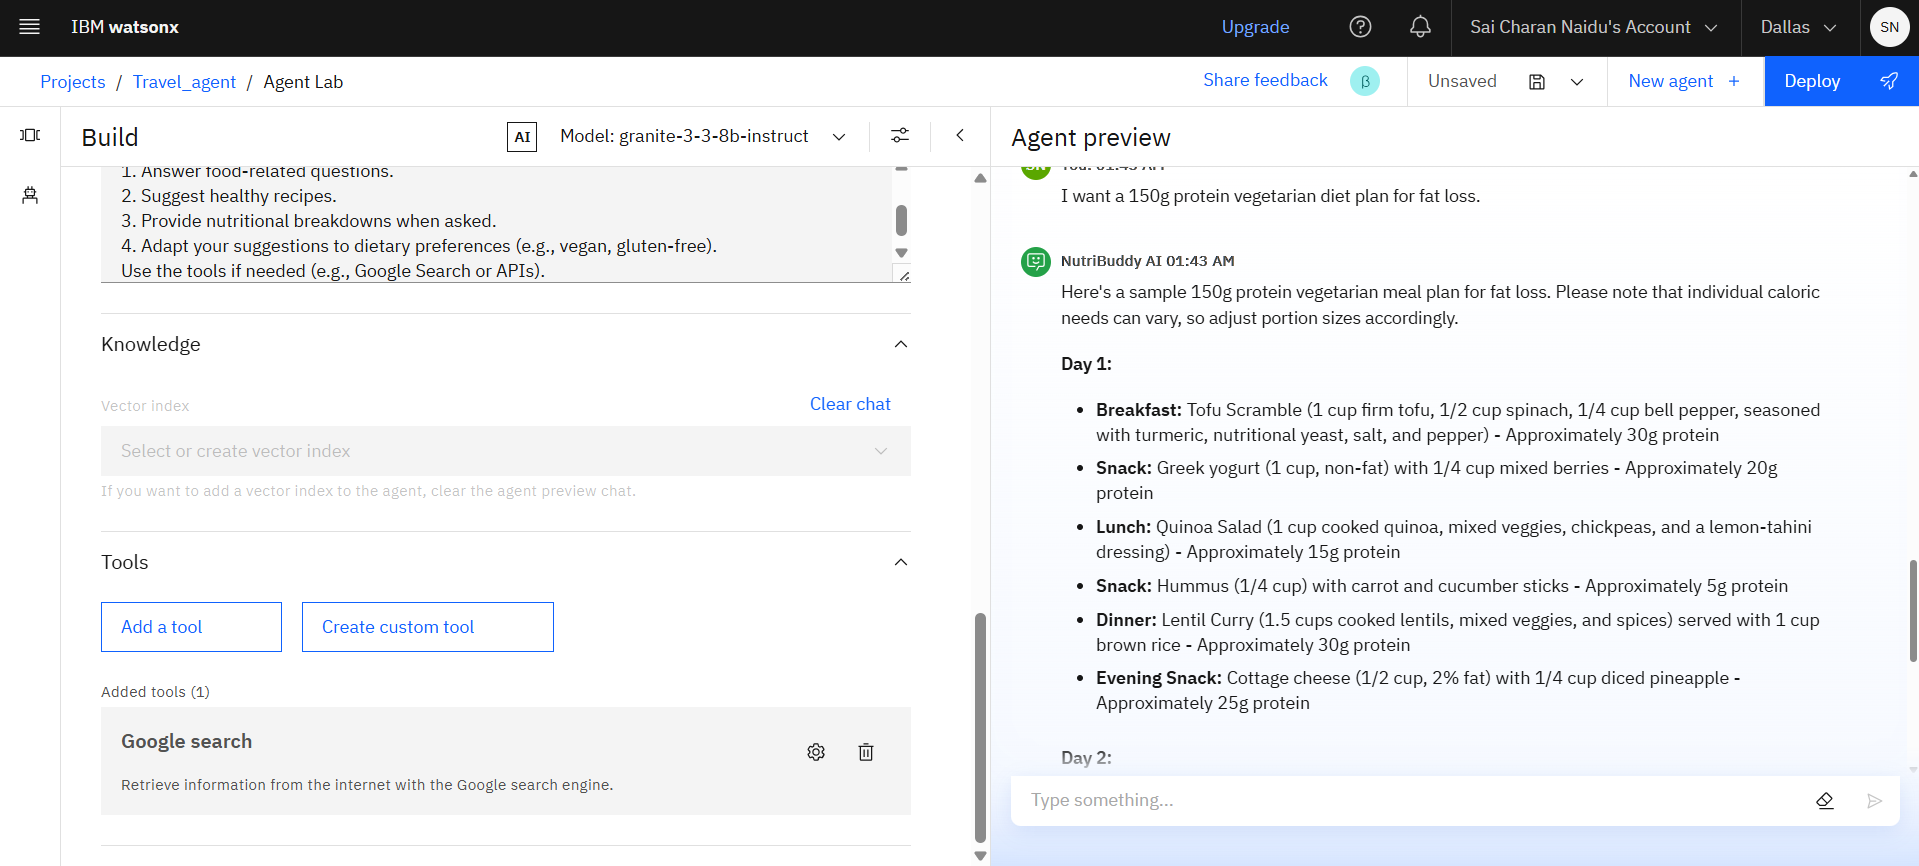 IBM watsonx
Upgrade
Sai Charan Naidu's Account
Dallas
SN
Projects / Travel_agent / Agent Lab
Share feedback
β
Unsaved
New agent +
Deploy
Build
AI
Model: granite-3-3-8b-instruct
1. Answer food-related questions.
2. Suggest healthy recipes.
3. Provide nutritional breakdowns when asked.
4. Adapt your suggestions to dietary preferences (e.g., vegan, gluten-free).
Use the tools if needed (e.g., Google Search or APIs).
Knowledge
Vector index
Clear chat
Select or create vector index
If you want to add a vector index to the agent, clear the agent preview chat.
Tools
Add a tool
Create custom tool
Added tools (1)
Google search
Retrieve information from the internet with the Google search engine.
Agent preview
SN
You. 01:43 AM
I want a 150g protein vegetarian diet plan for fat loss.
NutriBuddy AI 01:43 AM
Here's a sample 150g protein vegetarian meal plan for fat loss. Please note that individual caloric
needs can vary, so adjust portion sizes accordingly.
Day 1:
• Breakfast: Tofu Scramble (1 cup firm tofu, 1/2 cup spinach, 1/4 cup bell pepper, seasoned
with turmeric, nutritional yeast, salt, and pepper) - Approximately 30g protein
• Snack: Greek yogurt (1 cup, non-fat) with 1/4 cup mixed berries - Approximately 20g
protein
• Lunch: Quinoa Salad (1 cup cooked quinoa, mixed veggies, chickpeas, and a lemon-tahini
dressing) - Approximately 15g protein
• Snack: Hummus (1/4 cup) with carrot and cucumber sticks - Approximately 5g protein
• Dinner: Lentil Curry (1.5 cups cooked lentils, mixed veggies, and spices) served with 1 cup
brown rice - Approximately 30g protein
• Evening Snack: Cottage cheese (1/2 cup, 2% fat) with 1/4 cup diced pineapple -
Approximately 25g protein
Day 2:
Type something...